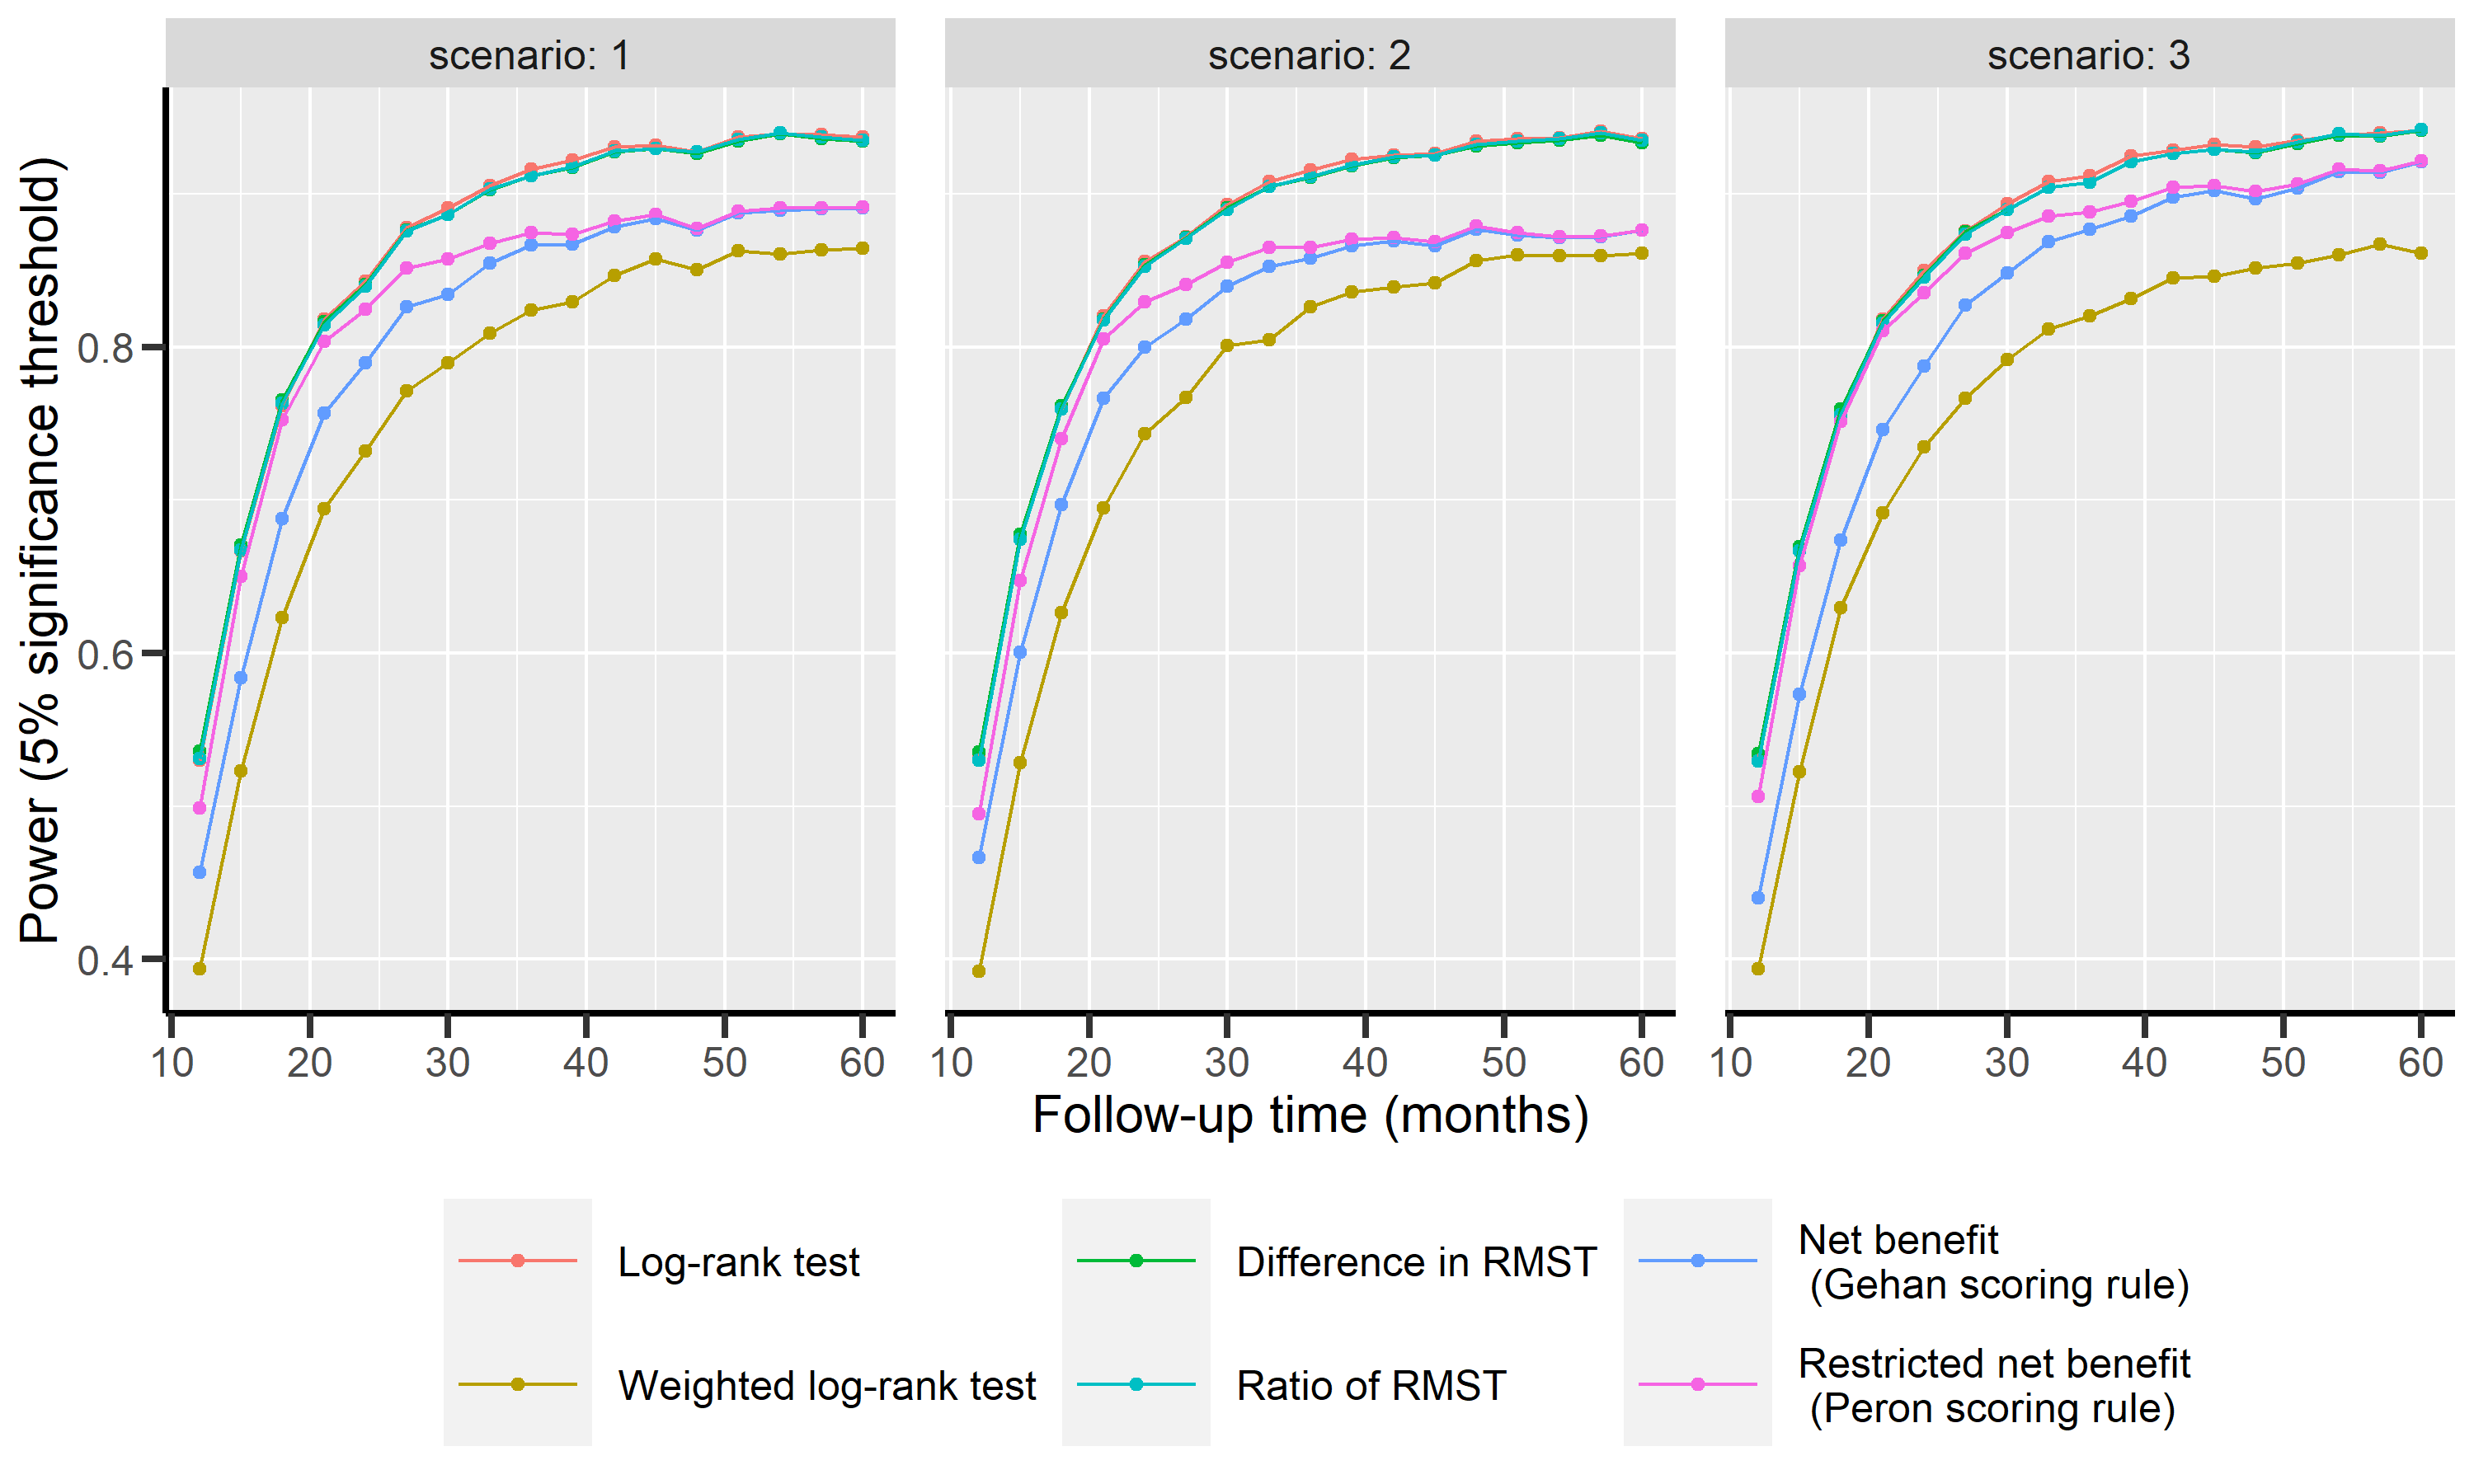 scenario: 1
scenario: 2
scenario: 3
Power (5% significance threshold)
0.8
0.6
0.4
10 20 30 40 50 60
10 20 30 40 50 60
10 20 30 40 50 60
Follow-up time (months)
Log-rank test
Weighted log-rank test
Difference in RMST
Ratio of RMST
Net benefit
(Gehan scoring rule)
Restricted net benefit
(Peron scoring rule)